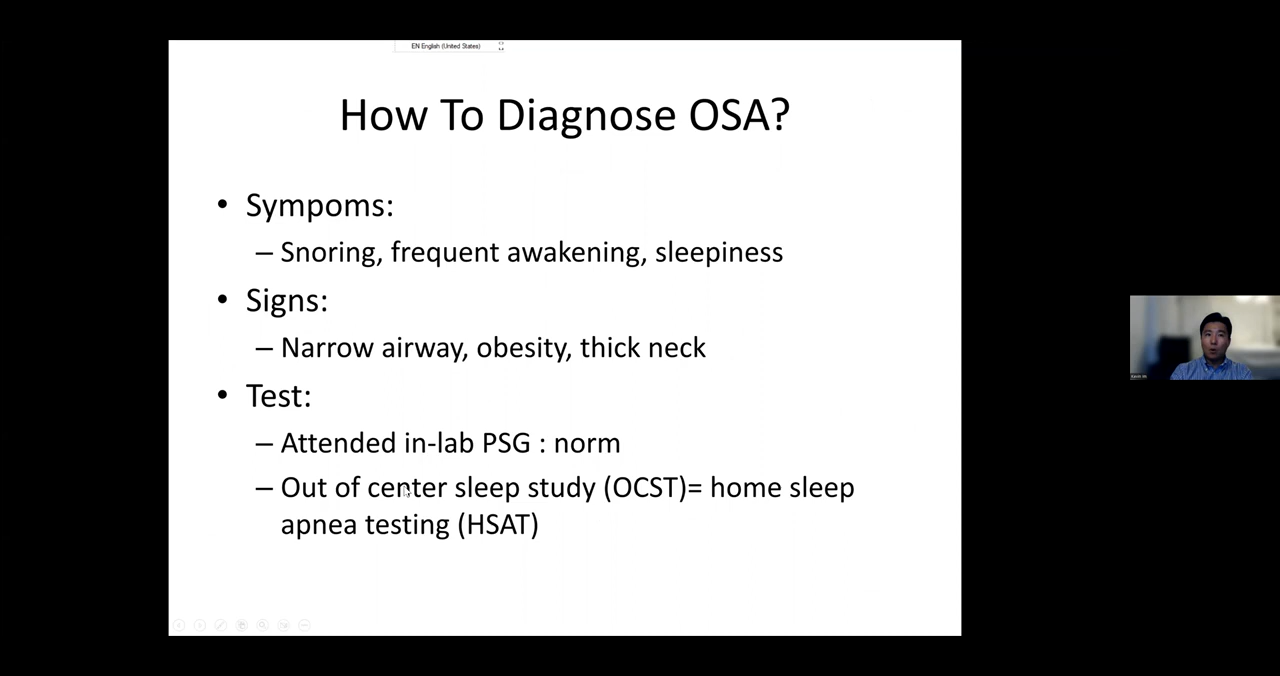 EN English (United States)
How To Diagnose OSA?
• Sympoms:
– Snoring, frequent awakening, sleepiness
• Signs:
– Narrow airway, obesity, thick neck
• Test:
– Attended in-lab PSG : norm
– Out of center sleep study (OCST)= home sleep
apnea testing (HSAT)